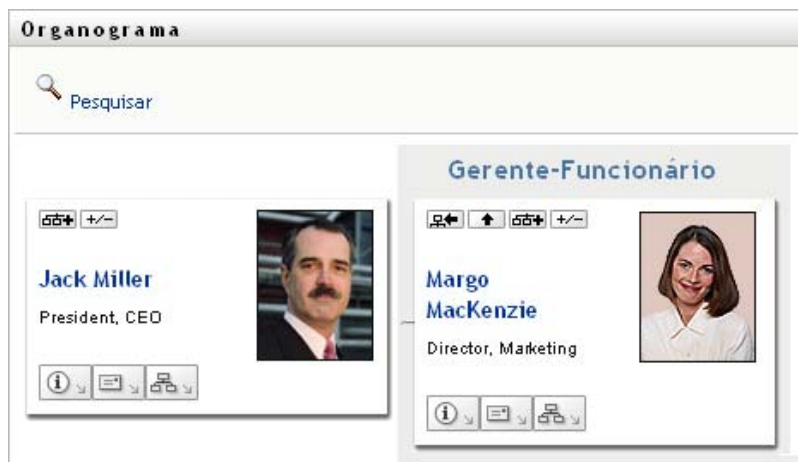 Organograma
Pesquisar
Gerente-Funcionário
+/-
Jack Miller
President, CEO
+/-
Margo
MacKenzie
Director, Marketing